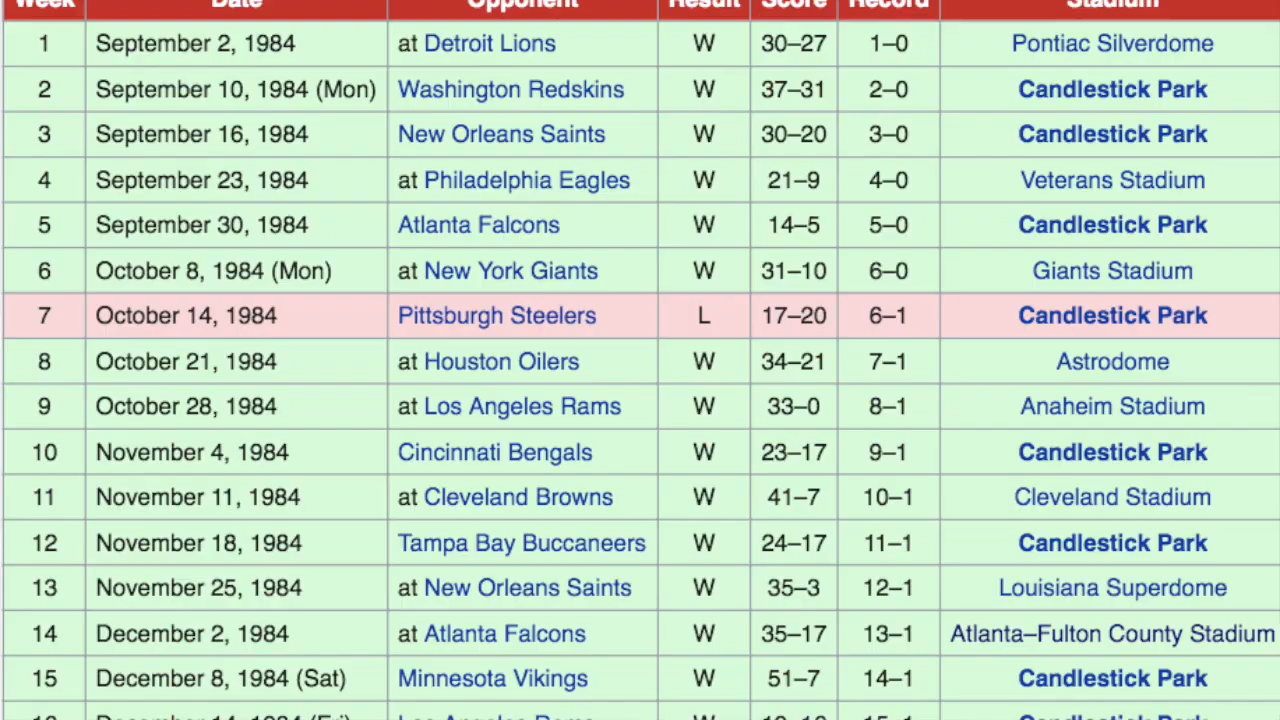 Week Date Opponent Result Score Record Stadium
1 September 2, 1984 at Detroit Lions W 30–27 1–0 Pontiac Silverdome
2 September 10, 1984 (Mon) Washington Redskins W 37–31 2–0 Candlestick Park
3 September 16, 1984 New Orleans Saints W 30–20 3–0 Candlestick Park
4 September 23, 1984 at Philadelphia Eagles W 21–9 4–0 Veterans Stadium
5 September 30, 1984 Atlanta Falcons W 14–5 5–0 Candlestick Park
6 October 8, 1984 (Mon) at New York Giants W 31–10 6–0 Giants Stadium
7 October 14, 1984 Pittsburgh Steelers L 17–20 6–1 Candlestick Park
8 October 21, 1984 at Houston Oilers W 34–21 7–1 Astrodome
9 October 28, 1984 at Los Angeles Rams W 33–0 8–1 Anaheim Stadium
10 November 4, 1984 Cincinnati Bengals W 23–17 9–1 Candlestick Park
11 November 11, 1984 at Cleveland Browns W 41–7 10–1 Cleveland Stadium
12 November 18, 1984 Tampa Bay Buccaneers W 24–17 11–1 Candlestick Park
13 November 25, 1984 at New Orleans Saints W 35–3 12–1 Louisiana Superdome
14 December 2, 1984 at Atlanta Falcons W 35–17 13–1 Atlanta–Fulton County Stadium
15 December 8, 1984 (Sat) Minnesota Vikings W 51–7 14–1 Candlestick Park